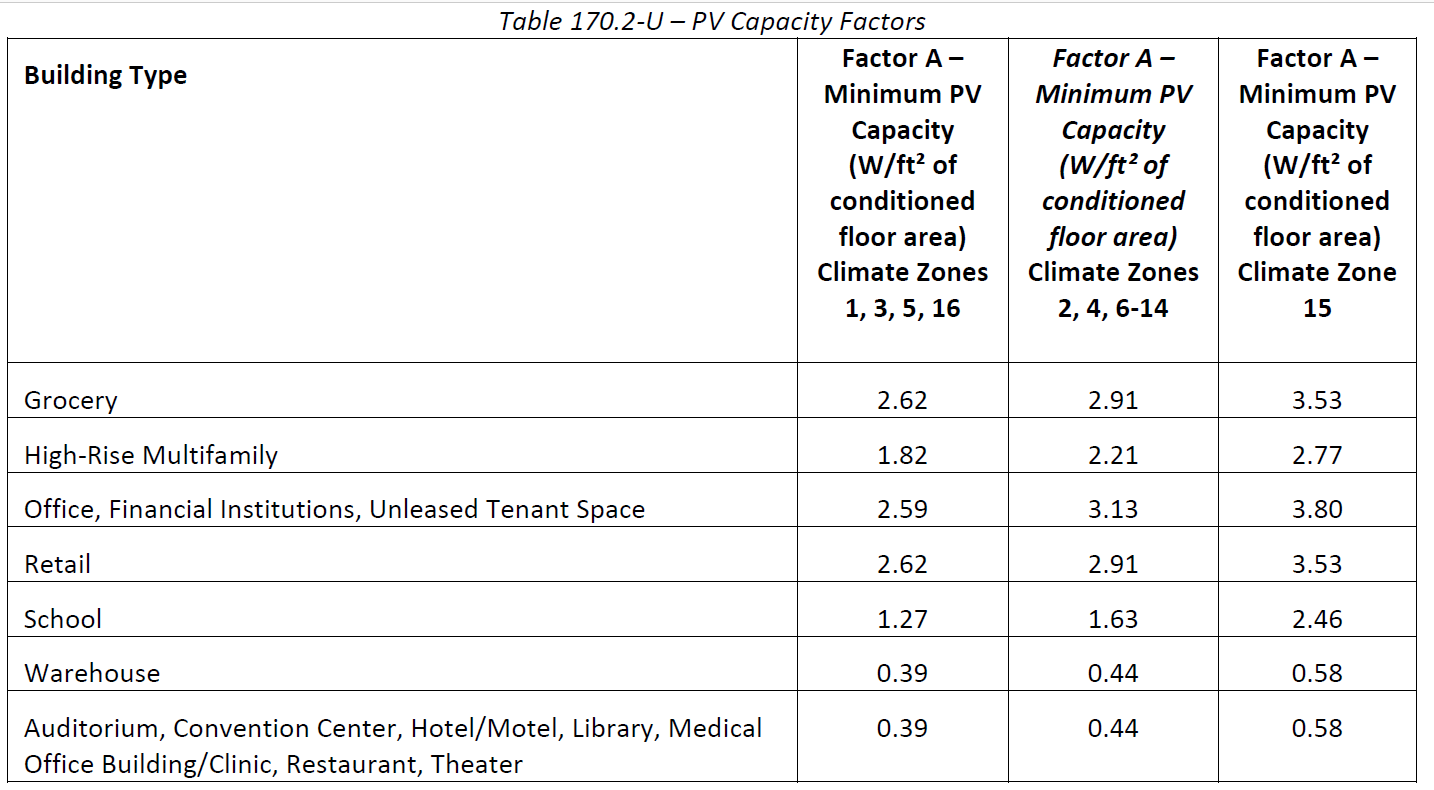 Table 170.2-U – PV Capacity Factors
Building Type
Factor A –
Minimum PV
Capacity
(W/ft² of
conditioned
floor area)
Climate Zones
1, 3, 5, 16
Factor A –
Minimum PV
Capacity
(W/ft² of
conditioned
floor area)
Climate Zones
2, 4, 6-14
Factor A –
Minimum PV
Capacity
(W/ft² of
conditioned
floor area)
Climate Zone
15
Grocery 2.62 2.91 3.53
High-Rise Multifamily 1.82 2.21 2.77
Office, Financial Institutions, Unleased Tenant Space 2.59 3.13 3.80
Retail 2.62 2.91 3.53
School 1.27 1.63 2.46
Warehouse 0.39 0.44 0.58
Auditorium, Convention Center, Hotel/Motel, Library, Medical 0.39 0.44 0.58
Office Building/Clinic, Restaurant, Theater